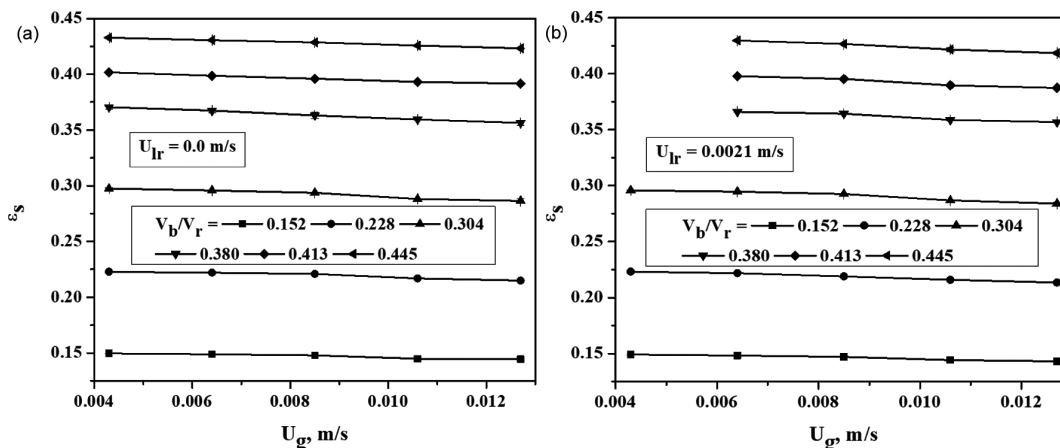 (a)
0.45
0.40
0.35
0.30
0.25
0.20
0.15
εs
Ulr = 0.0 m/s
Vb/Vr = 0.152 0.228 0.304
0.380 0.413 0.445
0.004 0.006 0.008 0.010 0.012
Ug, m/s
(b)
0.45
0.40
0.35
0.30
0.25
0.20
0.15
εs
Ulr = 0.0021 m/s
Vb/Vr = 0.152 0.228 0.304
0.380 0.413 0.445
0.004 0.006 0.008 0.010 0.012
Ug, m/s